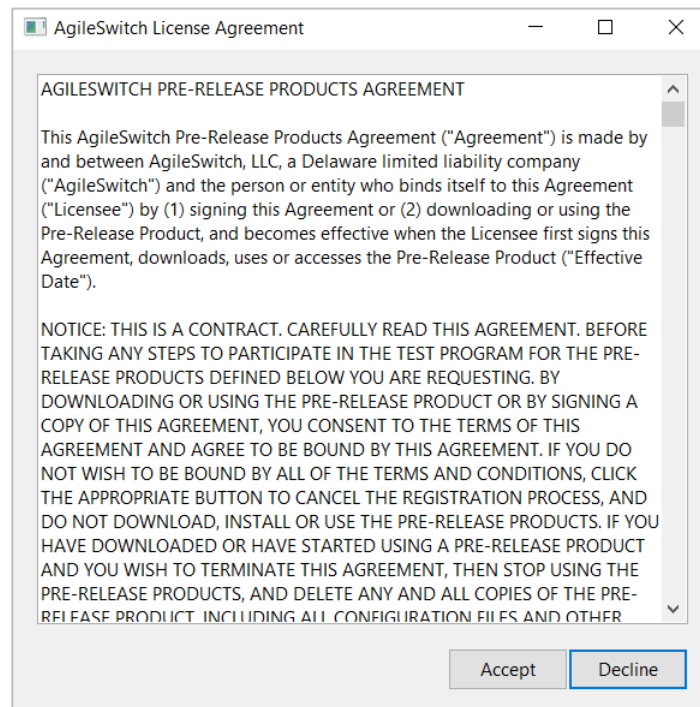 AgileSwitch License Agreement
AGILESWITCH PRE-RELEASE PRODUCTS AGREEMENT
This AgileSwitch Pre-Release Products Agreement ("Agreement") is made by
and between AgileSwitch, LLC, a Delaware limited liability company
("AgileSwitch") and the person or entity who binds itself to this Agreement
("Licensee") by (1) signing this Agreement or (2) downloading or using the
Pre-Release Product, and becomes effective when the Licensee first signs this
Agreement, downloads, uses or accesses the Pre-Release Product ("Effective
Date").
NOTICE: THIS IS A CONTRACT. CAREFULLY READ THIS AGREEMENT. BEFORE
TAKING ANY STEPS TO PARTICIPATE IN THE TEST PROGRAM FOR THE PRE-
RELEASE PRODUCTS DEFINED BELOW YOU ARE REQUESTING. BY
DOWNLOADING OR USING THE PRE-RELEASE PRODUCT OR BY SIGNING A
COPY OF THIS AGREEMENT, YOU CONSENT TO THE TERMS OF THIS
AGREEMENT AND AGREE TO BE BOUND BY THIS AGREEMENT. IF YOU DO
NOT WISH TO BE BOUND BY ALL OF THE TERMS AND CONDITIONS, CLICK
THE APPROPRIATE BUTTON TO CANCEL THE REGISTRATION PROCESS, AND
DO NOT DOWNLOAD, INSTALL OR USE THE PRE-RELEASE PRODUCTS. IF YOU
HAVE DOWNLOADED OR HAVE STARTED USING A PRE-RELEASE PRODUCT
AND YOU WISH TO TERMINATE THIS AGREEMENT, THEN STOP USING THE
PRE-RELEASE PRODUCTS, AND DELETE ANY AND ALL COPIES OF THE PRE-
RELEASE PRODUCT, INCLUDING ALL CONFIGURATION FILES AND OTHER
Accept Decline